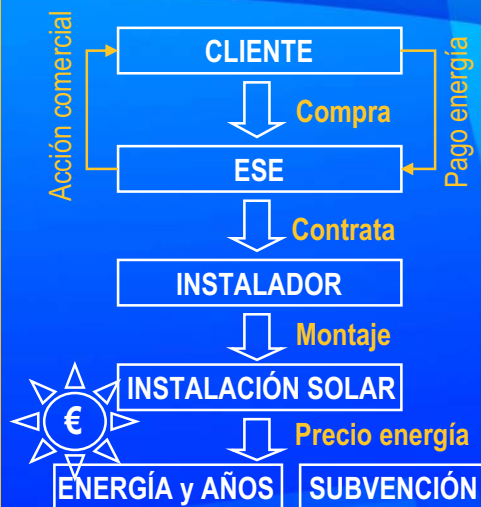 CLIENTE
Acción comercial
Pago energía
Compra
ESE
Contrata
INSTALADOR
Montaje
INSTALACIÓN SOLAR
€
Precio energía
ENERGÍA y AÑOS
SUBVENCIÓN